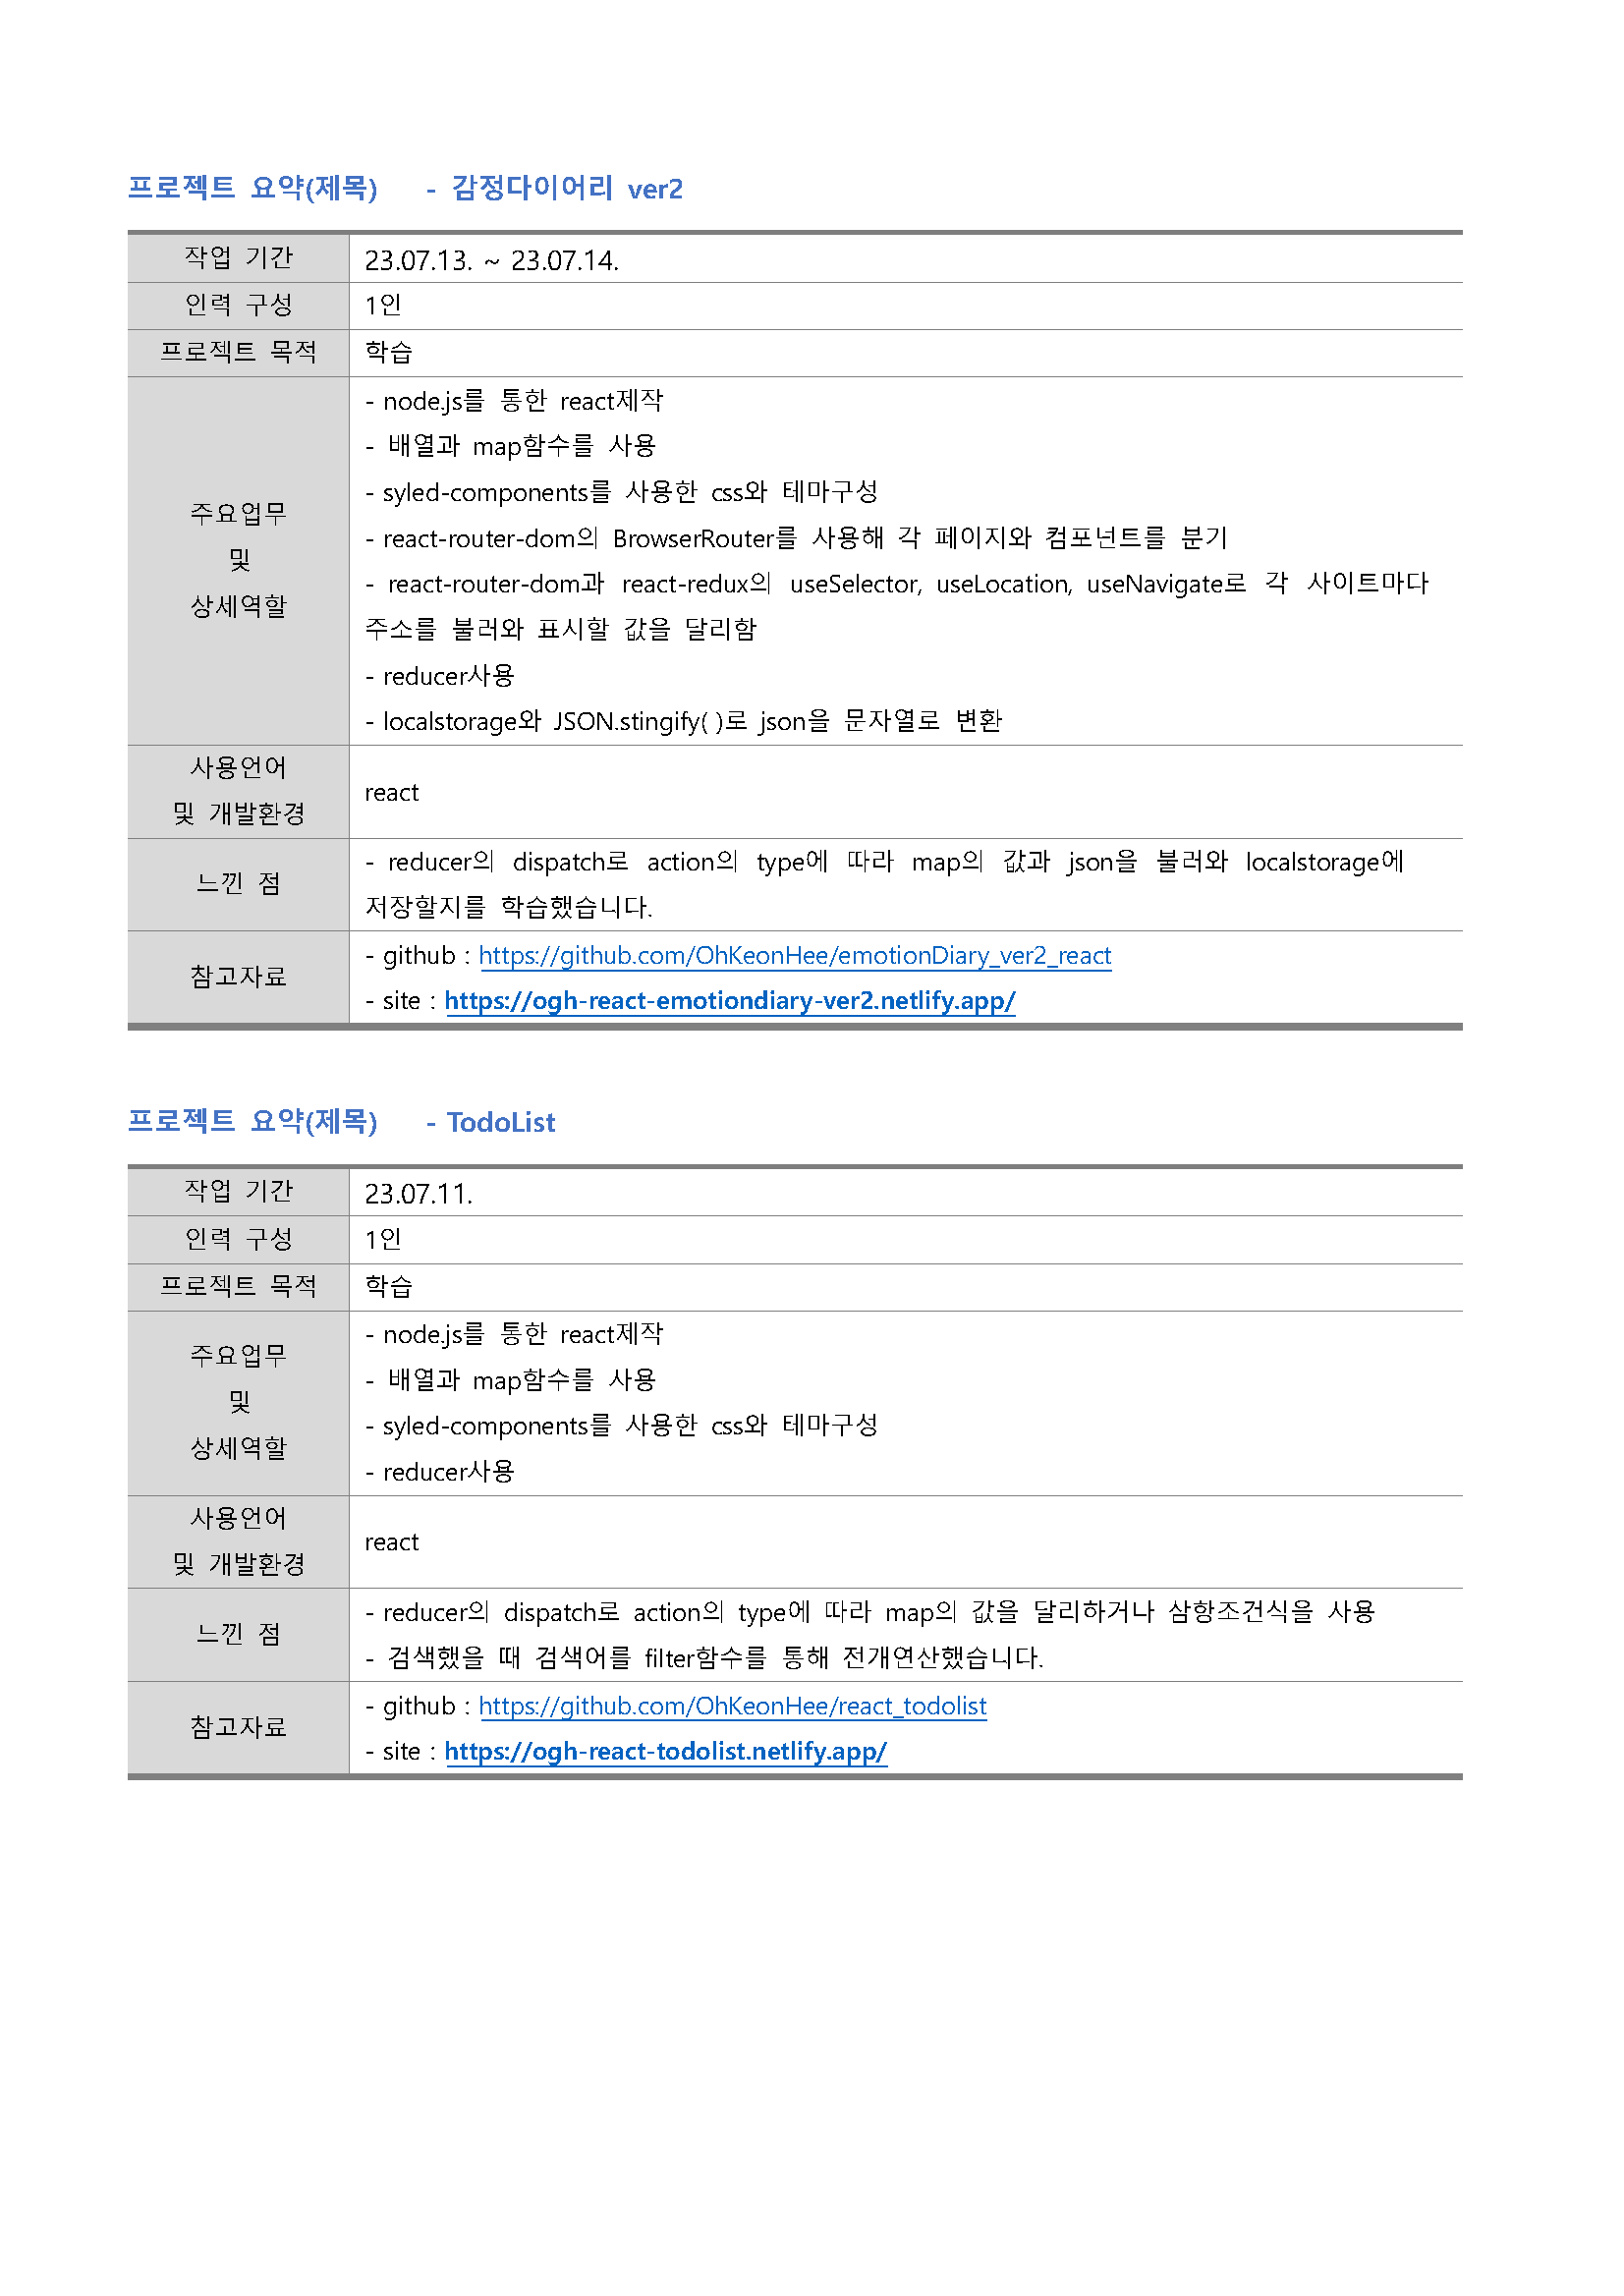 프로젝트 요약(제목) - 감정다이어리 ver2
작업 기간 23.07.13. ~ 23.07.14.
인력 구성 1인
프로젝트 목적 학습
주요업무
및
상세역할
- node.js를 통한 react제작
- 배열과 map함수를 사용
- syled-components를 사용한 css와 테마구성
- react-router-dom의 BrowserRouter를 사용해 각 페이지와 컴포넌트를 분기
- react-router-dom과 react-redux의 useSelector, useLocation, useNavigate로 각 사이트마다
주소를 불러와 표시할 값을 달리함
- reducer사용
- localstorage와 JSON.stingify( )로 json을 문자열로 변환
사용언어
및 개발환경
react
느낀 점
- reducer의 dispatch로 action의 type에 따라 map의 값과 json을 불러와 localstorage에
저장할지를 학습했습니다.
참고자료
- github : https://github.com/OhKeonHee/emotionDiary_ver2_react
- site : https://ogh-react-emotiondiary-ver2.netlify.app/
프로젝트 요약(제목) - TodoList
작업 기간 23.07.11.
인력 구성 1인
프로젝트 목적 학습
주요업무
및
상세역할
- node.js를 통한 react제작
- 배열과 map함수를 사용
- syled-components를 사용한 css와 테마구성
- reducer사용
사용언어
및 개발환경
react
느낀 점
- reducer의 dispatch로 action의 type에 따라 map의 값을 달리하거나 삼항조건식을 사용
- 검색했을 때 검색어를 filter함수를 통해 전개연산했습니다.
참고자료
- github : https://github.com/OhKeonHee/react_todolist
- site : https://ogh-react-todolist.netlify.app/